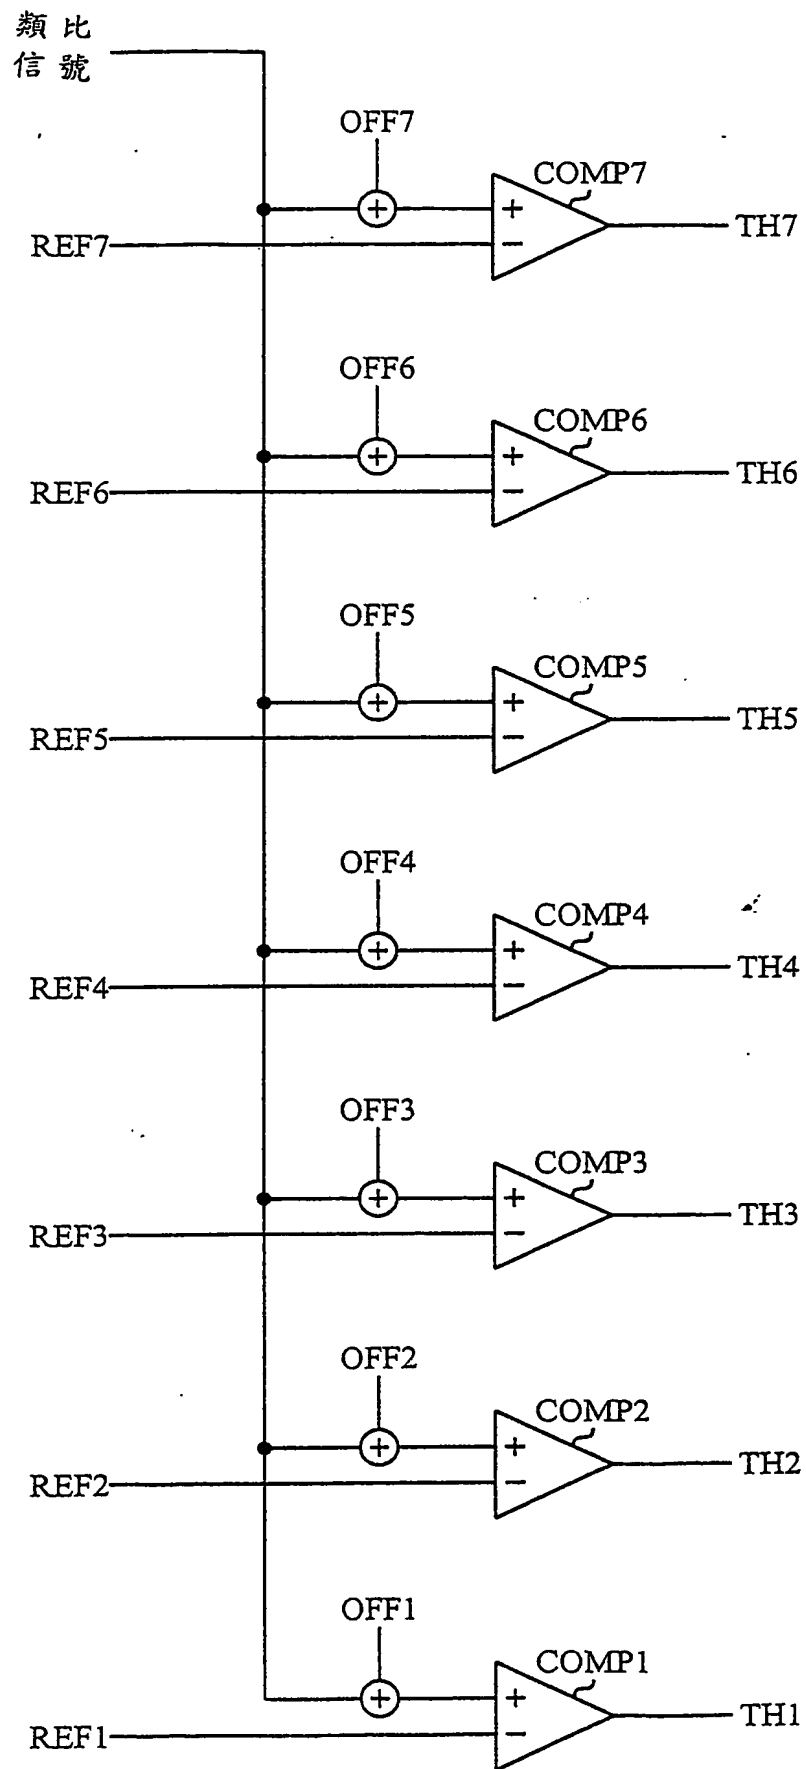 類比
信號
OFF7
COMP7
+
+
TH7
REF7
−
OFF6
COMP6
+
+
TH6
REF6
−
OFF5
COMP5
+
+
TH5
REF5
−
OFF4
COMP4
+
+
TH4
REF4
−
OFF3
COMP3
+
+
TH3
REF3
−
OFF2
COMP2
+
+
TH2
REF2
−
OFF1
COMP1
+
+
TH1
REF1
−